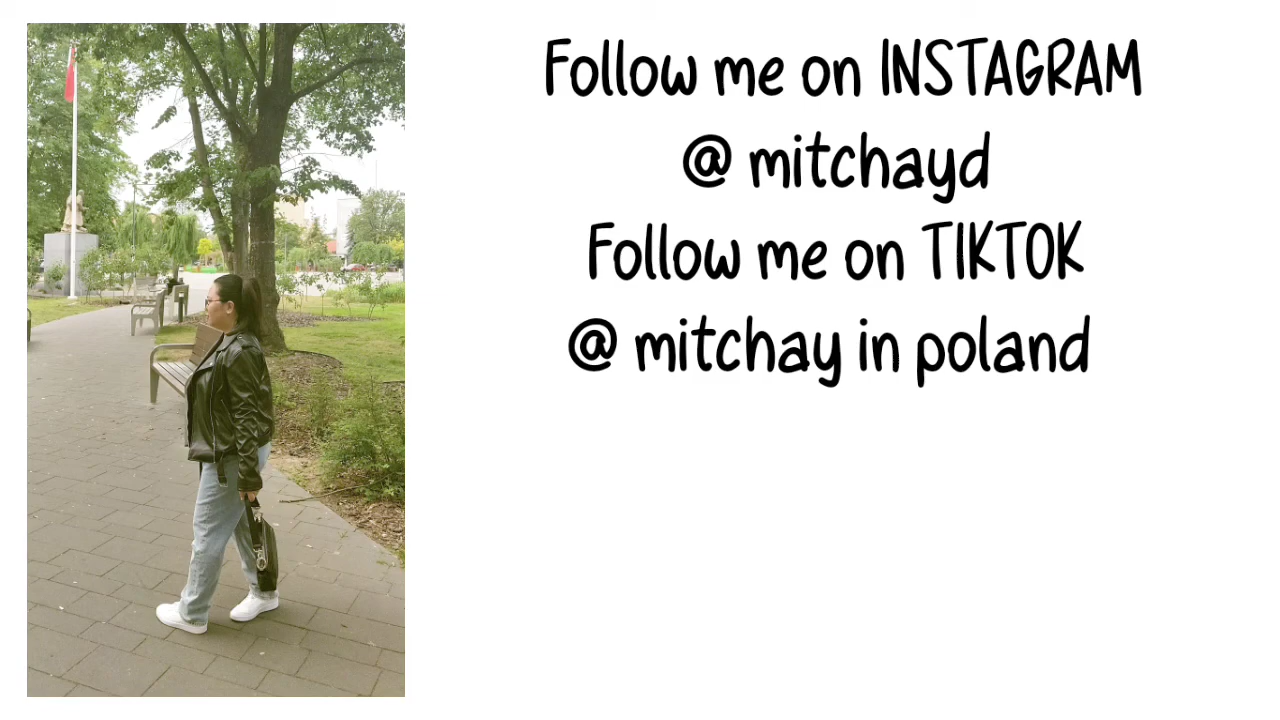 Follow me on INSTAGRAM
@ mitchayd
Follow me on TIKTOK
@ mitchay in poland